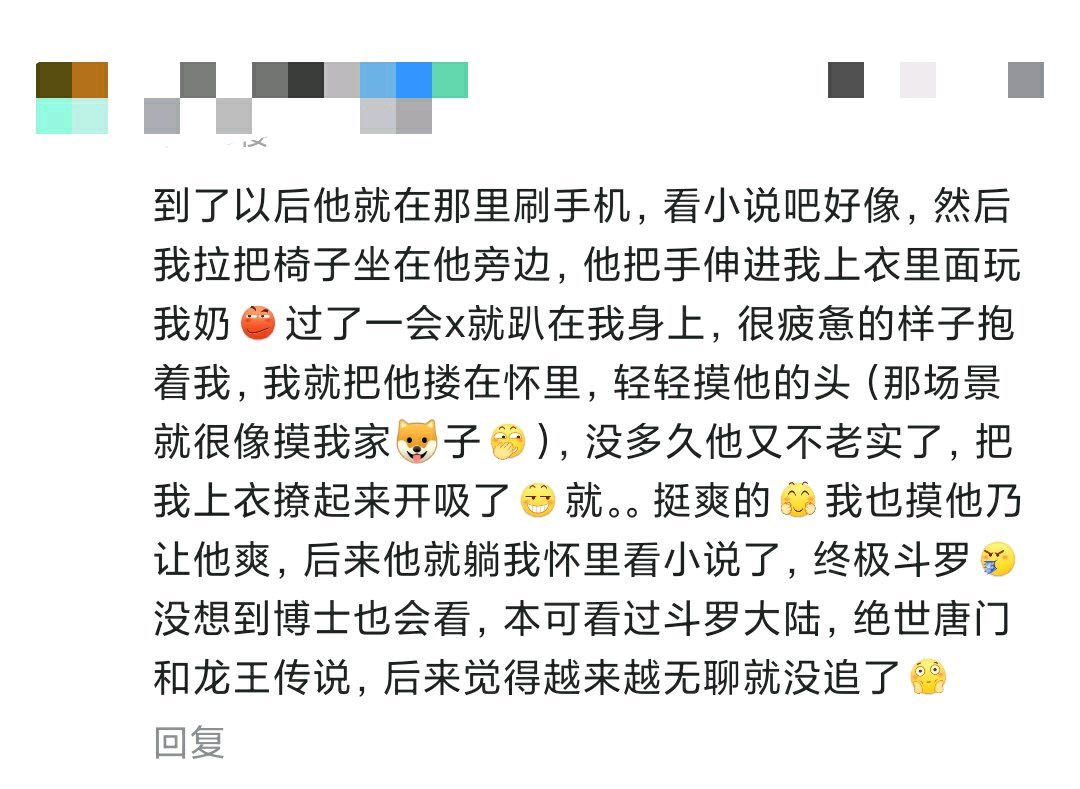 到了以后他就在那里刷手机，看小说吧好像，然后
我拉把椅子坐在他旁边，他把手伸进我上衣里面玩
我奶过了一会x就趴在我身上，很疲惫的样子抱
着我，我就把他搂在怀里，轻轻摸他的头（那场景
就很像摸我家子），没多久他又不老实了，把
我上衣撩起来开吸了就。。挺爽的我也摸他乃
让他爽，后来他就躺我怀里看小说了，终极斗罗
没想到博士也会看，本可看过斗罗大陆，绝世唐门
和龙王传说，后来觉得越来越无聊就没追了
回复